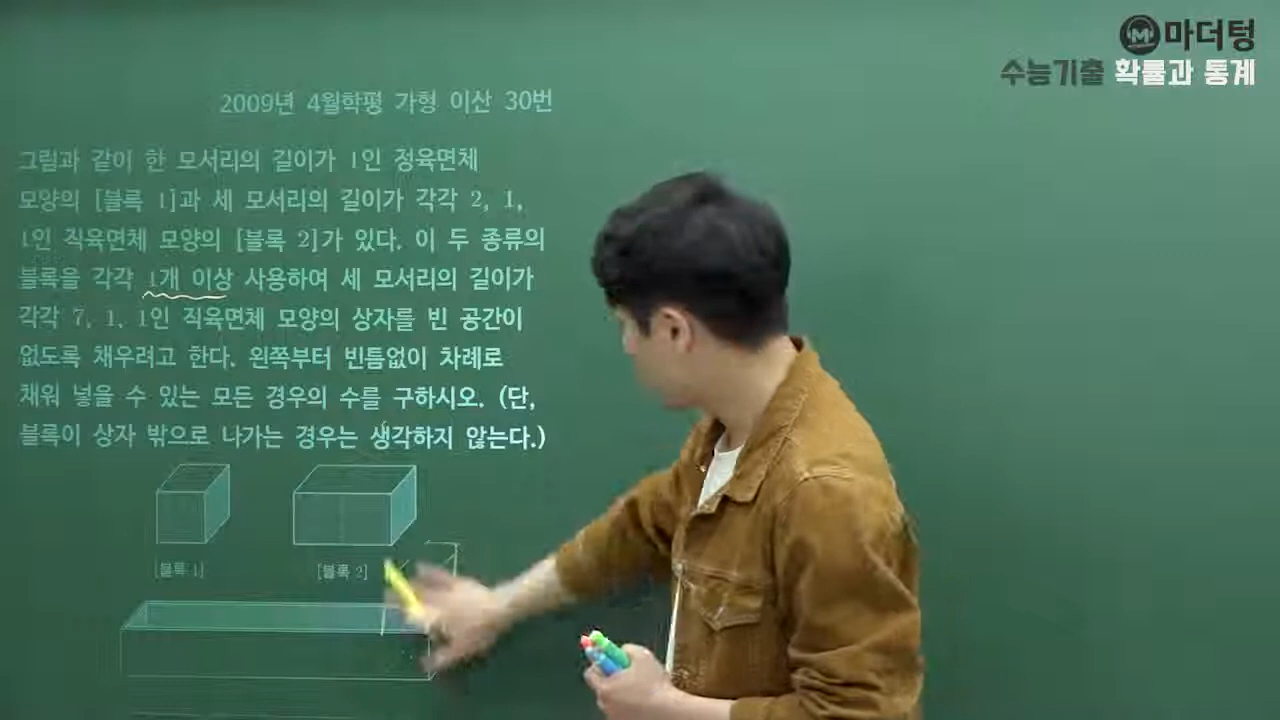 마더텅
수능기출 확률과 통계
2009년 4월학평 가형 이산 30번
그림과 같이 한 모서리의 길이가 1인 정육면체
모양의 [블록 1]과 세 모서리의 길이가 각각 2, 1,
1인 직육면체 모양의 [블록 2]가 있다. 이 두 종류의
블록을 각각 1개 이상 사용하여 세 모서리의 길이가
각각 7, 1, 1인 직육면체 모양의 상자를 빈 공간이
없도록 채우려고 한다. 왼쪽부터 빈틈없이 차례로
채워 넣을 수 있는 모든 경우의 수를 구하시오. (단,
블록이 상자 밖으로 나가는 경우는 생각하지 않는다.)
[블록 1] [블록 2]